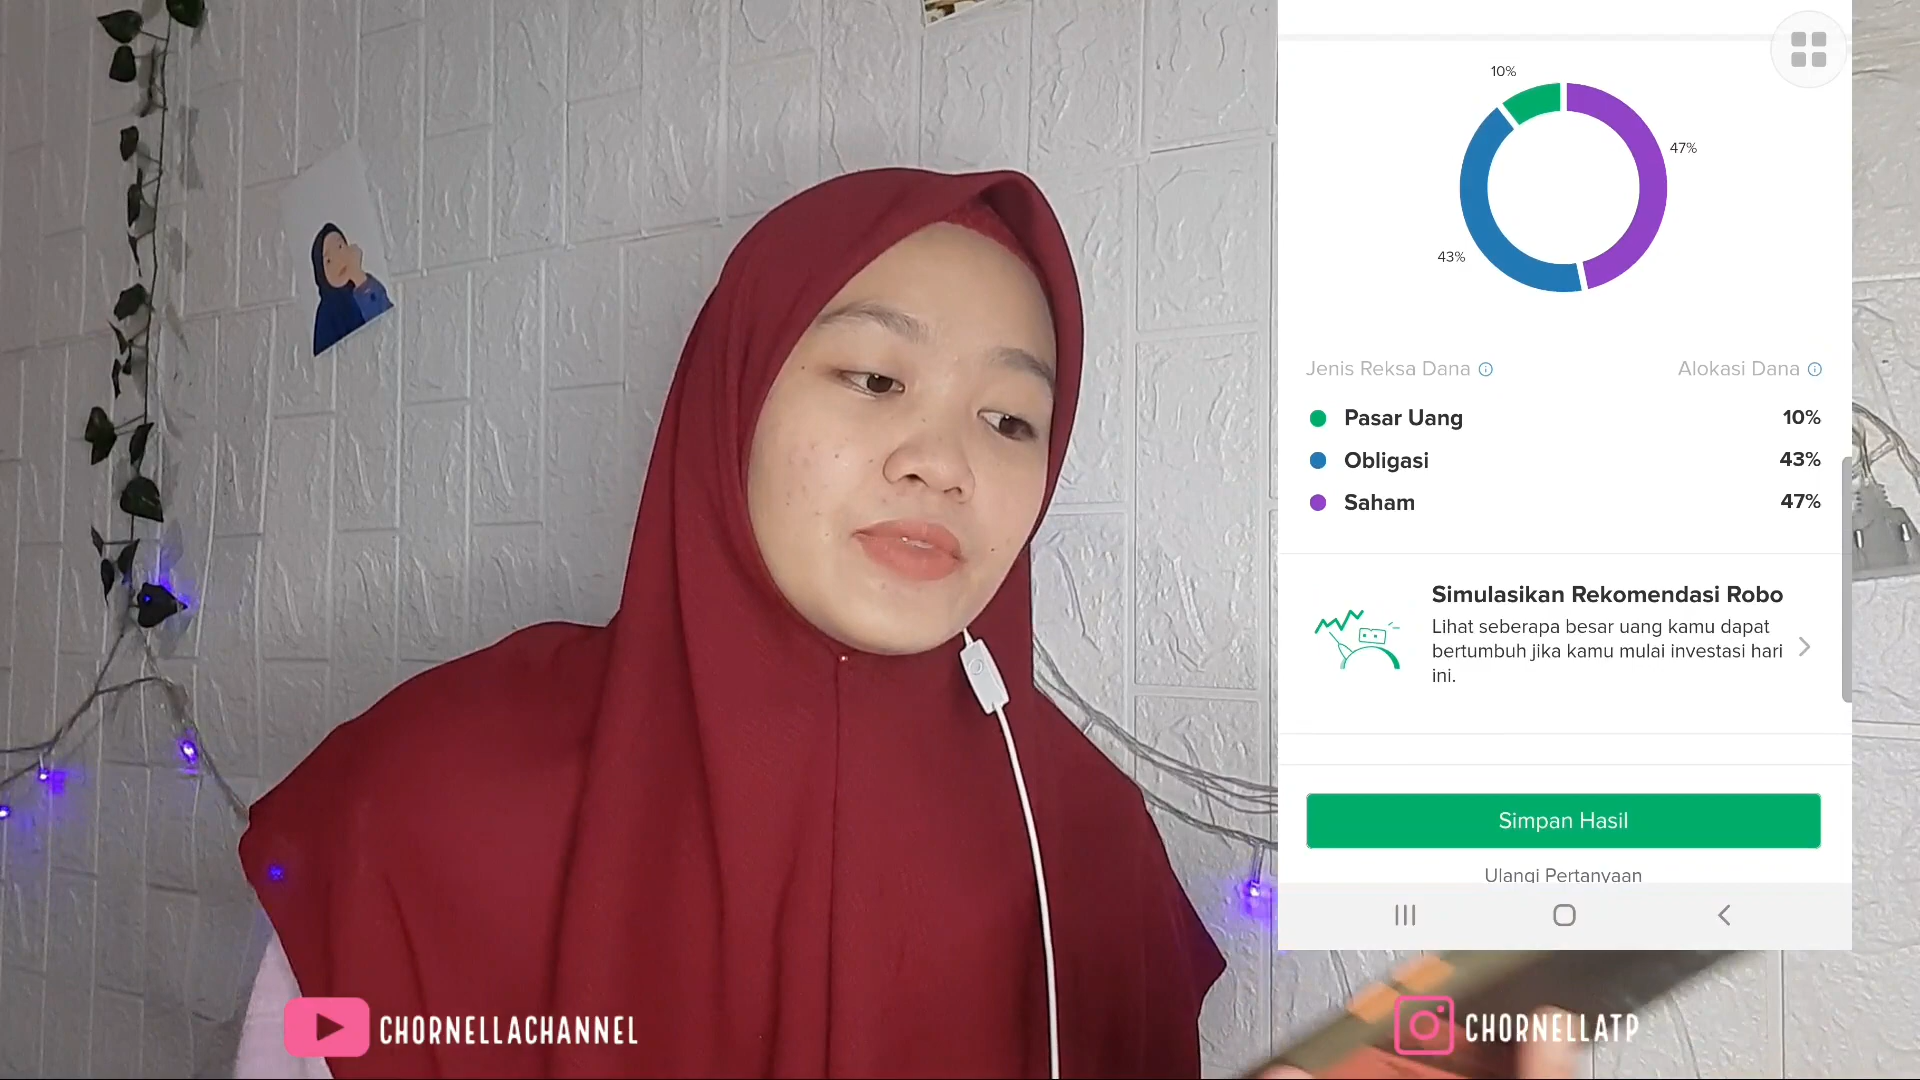 10%
47%
43%
Jenis Reksa Dana
Alokasi Dana
Pasar Uang 10%
Obligasi 43%
Saham 47%
Simulasikan Rekomendasi Robo
Lihat seberapa besar uang kamu dapat
bertumbuh jika kamu mulai investasi hari
ini.
Simpan Hasil
Ulangi Pertanyaan
CHORNELLACHANNEL
CHORNELLATP